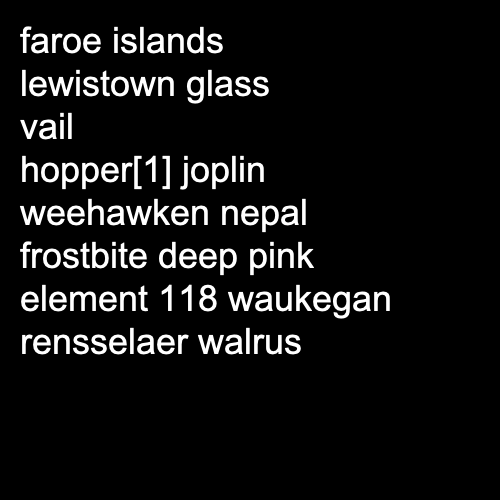 faroe islands
lewistown glass
vail
hopper[1] joplin
weehawken nepal
frostbite deep pink
element 118 waukegan
rensselaer walrus